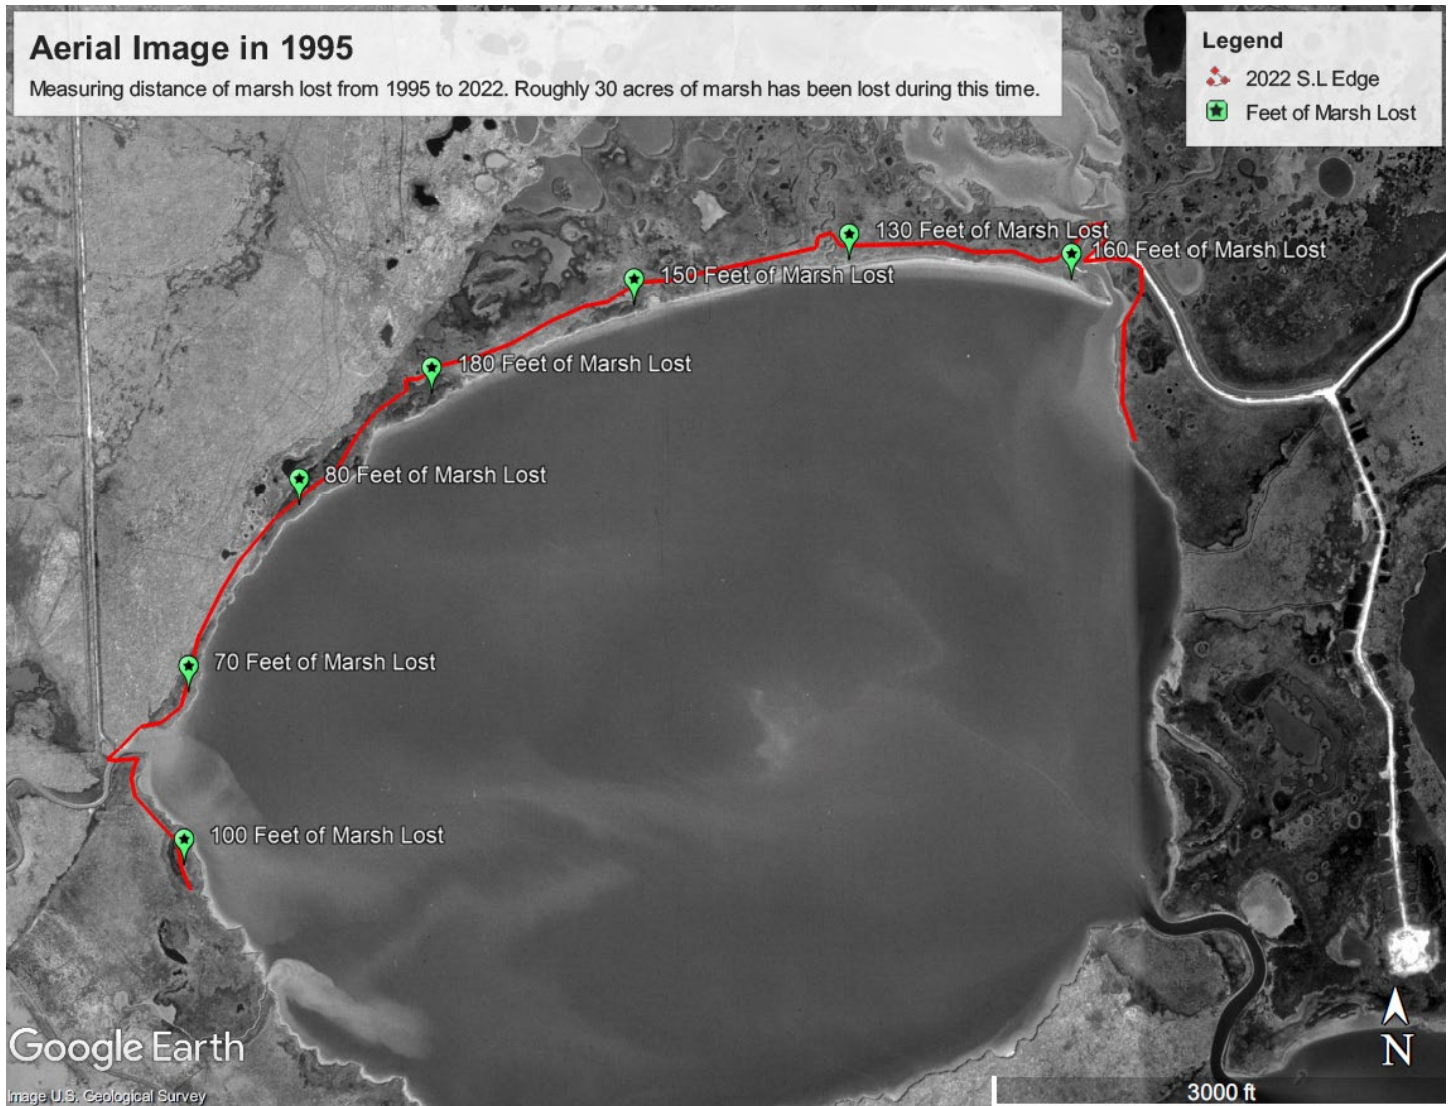 Aerial Image in 1995
Measuring distance of marsh lost from 1995 to 2022. Roughly 30 acres of marsh has been lost during this time.
Legend
2022 S.L Edge
Feet of Marsh Lost
130 Feet of Marsh Lost
160 Feet of Marsh Lost
150 Feet of Marsh Lost
180 Feet of Marsh Lost
80 Feet of Marsh Lost
70 Feet of Marsh Lost
100 Feet of Marsh Lost
Google Earth
Image U.S. Geological Survey
N
3000 ft